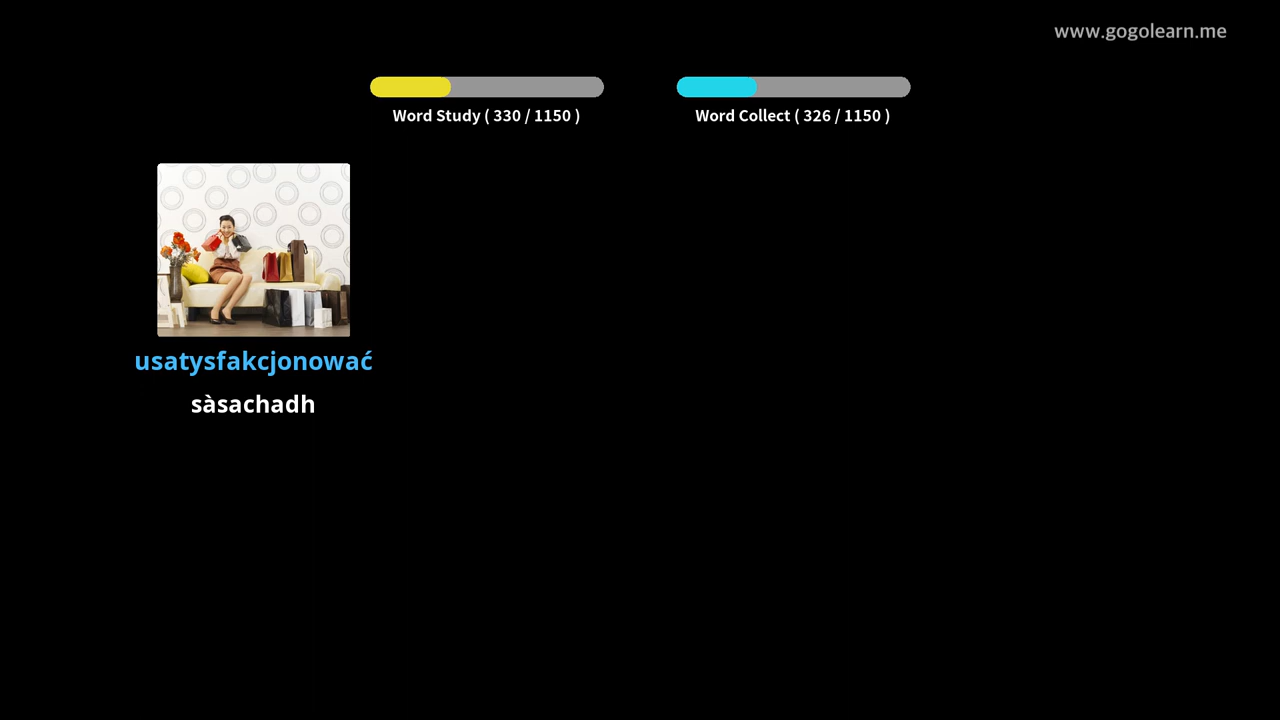 www.gogolearn.me
Word Study ( 330 / 1150 )
Word Collect ( 326 / 1150 )
usatysfakcjonować
sàsachadh